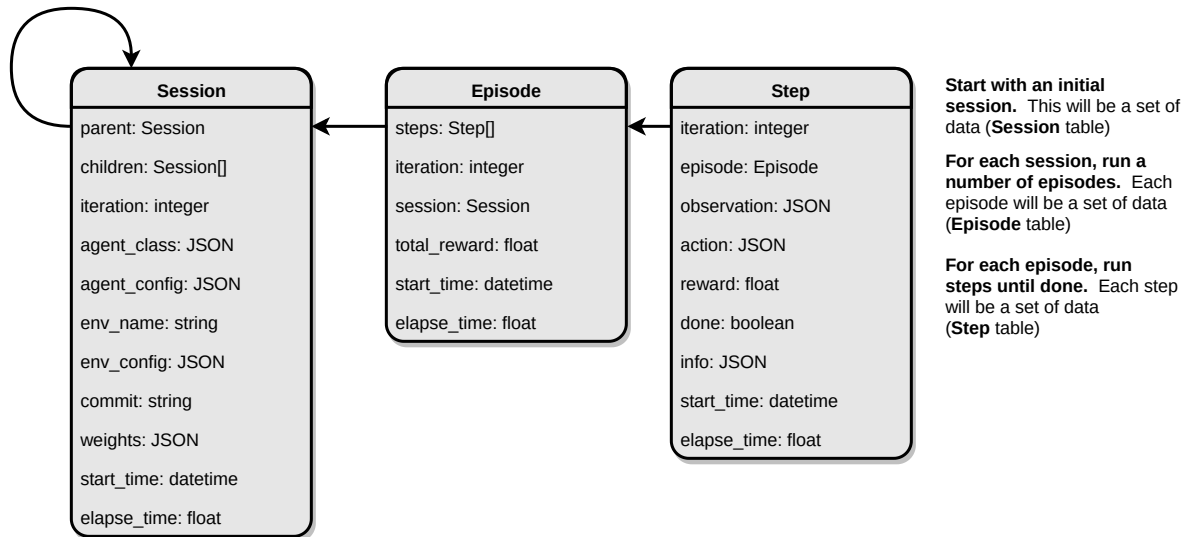 Session
parent: Session
children: Session[]
iteration: integer
agent_class: JSON
agent_config: JSON
env_name: string
env_config: JSON
commit: string
weights: JSON
start_time: datetime
elapse_time: float
Episode
steps: Step[]
iteration: integer
session: Session
total_reward: float
start_time: datetime
elapse_time: float
Step
iteration: integer
episode: Episode
observation: JSON
action: JSON
reward: float
done: boolean
info: JSON
start_time: datetime
elapse_time: float
Start with an initial
session. This will be a set of
data (Session table)
For each session, run a
number of episodes. Each
episode will be a set of data
(Episode table)
For each episode, run
steps until done. Each step
will be a set of data
(Step table)